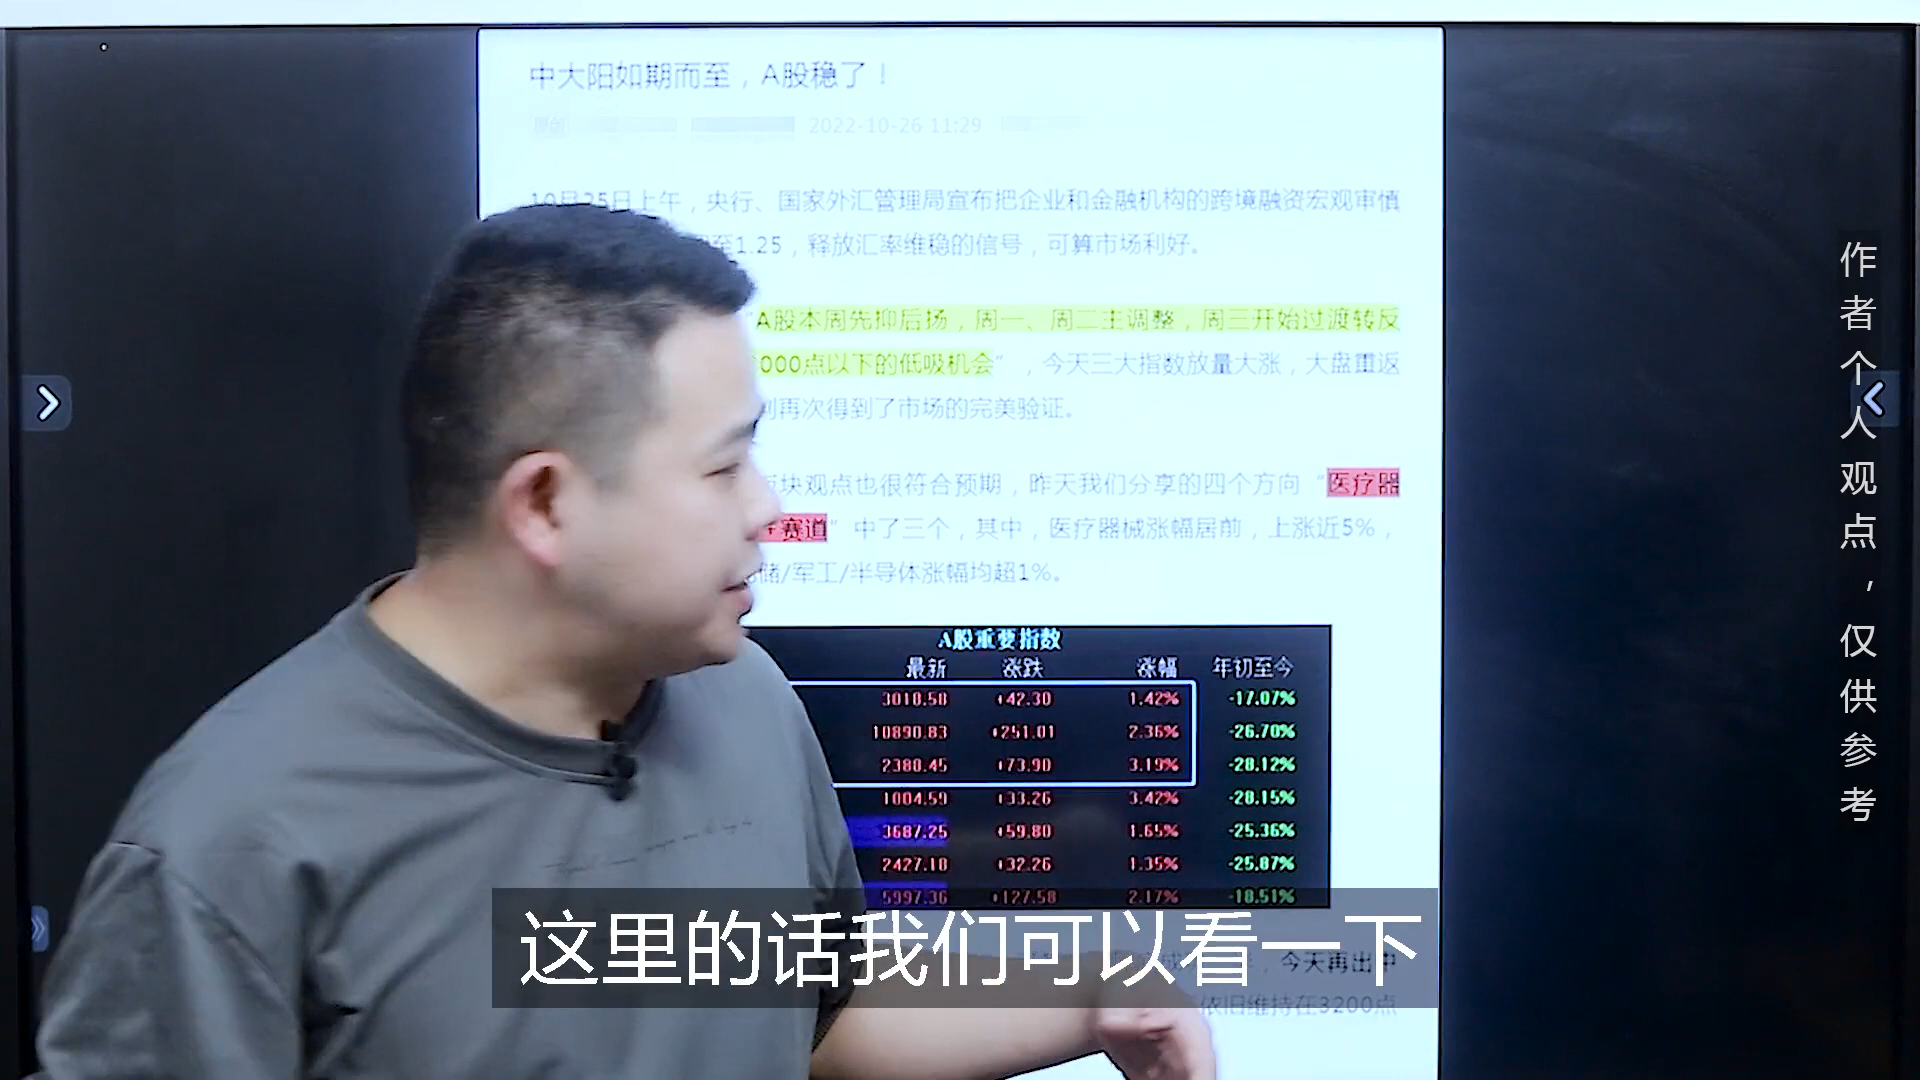 中大阳如期而至，A股稳了！
原创 2022-10-26 11:29
10月25日上午，央行、国家外汇管理局宣布把企业和金融机构的跨境融资宏观审慎
至1.25，释放汇率维稳的信号，可算市场利好。
“A股本周先抑后扬，周一、周二主调整，周三开始过渡转反
000点以下的低吸机会”，今天三大指数放量大涨，大盘重返
再次得到了市场的完美验证。
板块观点也很符合预期，昨天我们分享的四个方向“医疗器
赛道”中了三个，其中，医疗器械涨幅居前，上涨近5%，
储/军工/半导体涨幅均超1%。
A股重要指数
最新 涨跌 涨幅 年初至今
3018.58 +42.30 1.42% -17.07%
10890.83 +251.01 2.36% -26.70%
2380.45 +73.90 3.19% -28.12%
1004.59 +33.26 3.42% -28.15%
3687.25 +59.80 1.65% -25.36%
2427.18 +32.26 1.35% -25.87%
5997.36 +127.58 2.17% -18.51%
，今天再出中
依旧维持在3200点
这里的话我们可以看一下
作者个人观点，仅供参考